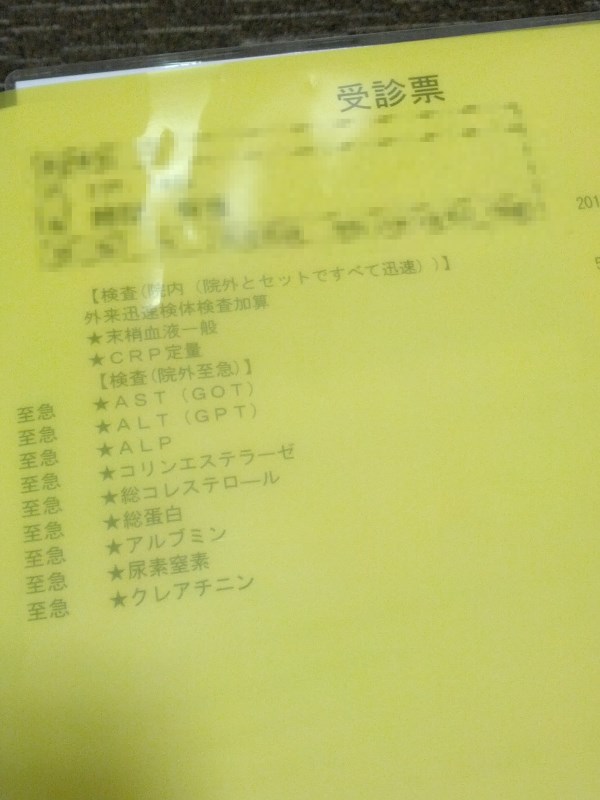 受診票
201
【検査(院内（院外とセットですべて迅速））】
5
外来迅速検体検査加算
★末梢血液一般
★ＣＲＰ定量
【検査(院外至急)】
至急 ★ＡＳＴ（ＧＯＴ）
至急 ★ＡＬＴ（ＧＰＴ）
至急 ★ＡＬＰ
至急 ★コリンエステラーゼ
至急 ★総コレステロール
至急 ★総蛋白
至急 ★アルブミン
至急 ★尿素窒素
至急 ★クレアチニン